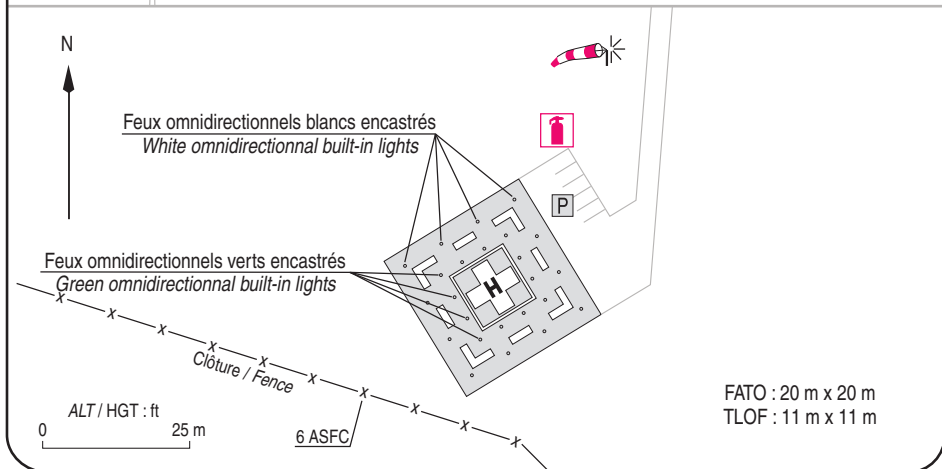 N
Feux omnidirectionnels blancs encastrés
White omnidirectionnal built-in lights
P
Feux omnidirectionnels verts encastrés
Green omnidirectionnal built-in lights
H
Clôture / Fence
ALT / HGT : ft
0 25 m
6 ASFC
FATO : 20 m x 20 m
TLOF : 11 m x 11 m